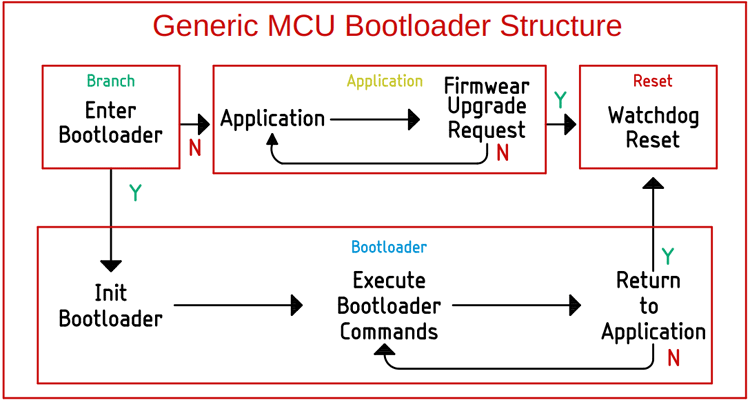 Generic MCU Bootloader Structure
Branch
Enter
Bootloader
N
Y
Application
Application
Firmwear
Upgrade
Request
N
Y
Reset
Watchdog
Reset
Bootloader
Init
Bootloader
Execute
Bootloader
Commands
Return
to
Application
Y
N